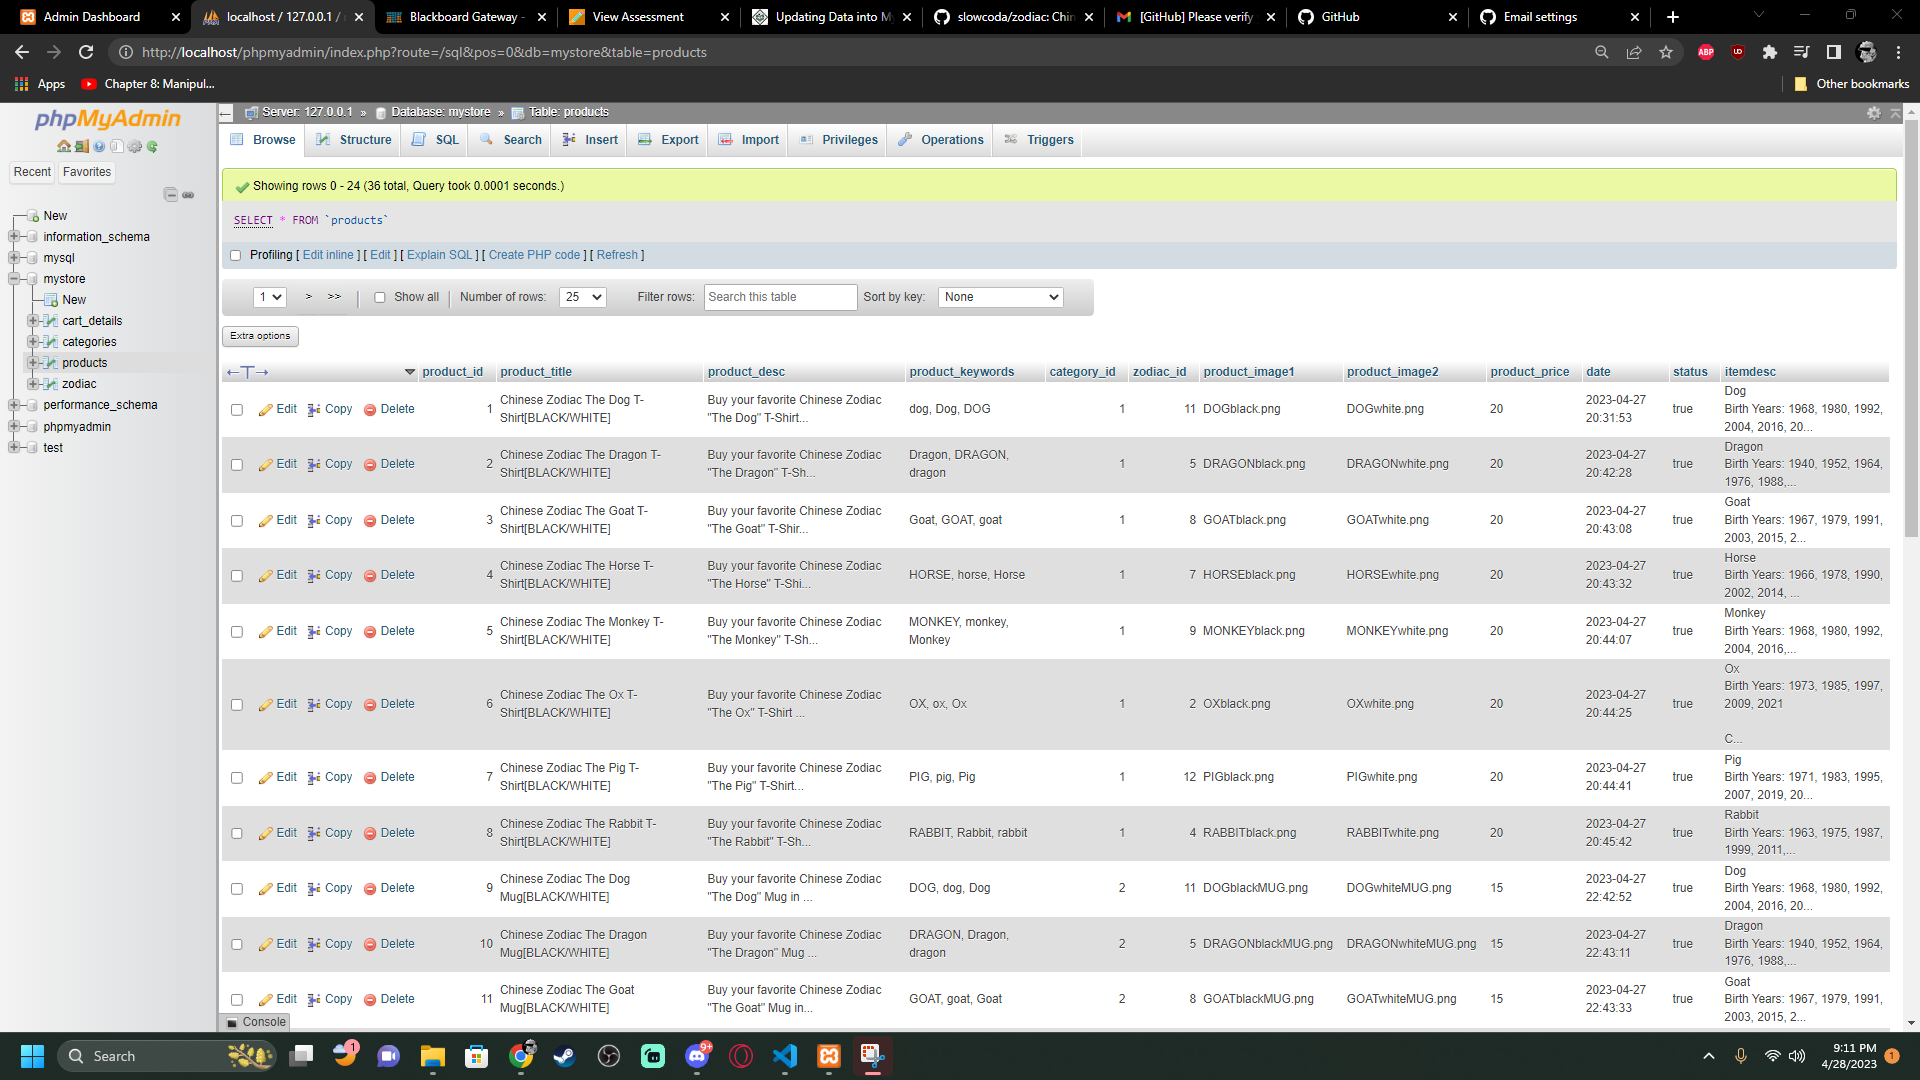 Admin Dashboard
localhost / 127.0.0.1 /
Blackboard Gateway -
View Assessment
Updating Data into M
slowcoda/zodiac: Chin
[GitHub] Please verify
GitHub
Email settings
http://localhost/phpmyadmin/index.php?route=/sql&pos=0&db=mystore&table=products
Apps
Chapter 8: Manipul...
Other bookmarks
phpMyAdmin
Recent
Favorites
New
information_schema
mysql
mystore
New
cart_details
categories
products
zodiac
performance_schema
phpmyadmin
test
Server: 127.0.0.1 » Database: mystore » Table: products
Browse Structure SQL Search Insert Export Import Privileges Operations Triggers
Showing rows 0 - 24 (36 total, Query took 0.0001 seconds.)
SELECT * FROM `products`
Profiling [ Edit inline ] [ Edit ] [ Explain SQL ] [ Create PHP code ] [ Refresh ]
1 > >> Show all Number of rows: 25 Filter rows: Search this table Sort by key: None
Extra options
←T→ product_id product_title product_desc product_keywords category_id zodiac_id product_image1 product_image2 product_price date status itemdesc
Edit Copy Delete 1 Chinese Zodiac The Dog T-Shirt[BLACK/WHITE] Buy your favorite Chinese Zodiac "The Dog" T-Shirt... dog, Dog, DOG 1 11 DOGblack.png DOGwhite.png 20 2023-04-27 20:31:53 true Dog Birth Years: 1968, 1980, 1992, 2004, 2016, 20...
Edit Copy Delete 2 Chinese Zodiac The Dragon T-Shirt[BLACK/WHITE] Buy your favorite Chinese Zodiac "The Dragon" T-Sh... Dragon, DRAGON, dragon 1 5 DRAGONblack.png DRAGONwhite.png 20 2023-04-27 20:42:28 true Dragon Birth Years: 1940, 1952, 1964, 1976, 1988,...
Edit Copy Delete 3 Chinese Zodiac The Goat T-Shirt[BLACK/WHITE] Buy your favorite Chinese Zodiac "The Goat" T-Shir... Goat, GOAT, goat 1 8 GOATblack.png GOATwhite.png 20 2023-04-27 20:43:08 true Goat Birth Years: 1967, 1979, 1991, 2003, 2015, 2...
Edit Copy Delete 4 Chinese Zodiac The Horse T-Shirt[BLACK/WHITE] Buy your favorite Chinese Zodiac "The Horse" T-Shi... HORSE, horse, Horse 1 7 HORSEblack.png HORSEwhite.png 20 2023-04-27 20:43:32 true Horse Birth Years: 1966, 1978, 1990, 2002, 2014, ...
Edit Copy Delete 5 Chinese Zodiac The Monkey T-Shirt[BLACK/WHITE] Buy your favorite Chinese Zodiac "The Monkey" T-Sh... MONKEY, monkey, Monkey 1 9 MONKEYblack.png MONKEYwhite.png 20 2023-04-27 20:44:07 true Monkey Birth Years: 1968, 1980, 1992, 2004, 2016,...
Edit Copy Delete 6 Chinese Zodiac The Ox T-Shirt[BLACK/WHITE] Buy your favorite Chinese Zodiac "The Ox" T-Shirt ... OX, ox, Ox 1 2 OXblack.png OXwhite.png 20 2023-04-27 20:44:25 true Ox Birth Years: 1973, 1985, 1997, 2009, 2021 C...
Edit Copy Delete 7 Chinese Zodiac The Pig T-Shirt[BLACK/WHITE] Buy your favorite Chinese Zodiac "The Pig" T-Shirt... PIG, pig, Pig 1 12 PIGblack.png PIGwhite.png 20 2023-04-27 20:44:41 true Pig Birth Years: 1971, 1983, 1995, 2007, 2019, 20...
Edit Copy Delete 8 Chinese Zodiac The Rabbit T-Shirt[BLACK/WHITE] Buy your favorite Chinese Zodiac "The Rabbit" T-Sh... RABBIT, Rabbit, rabbit 1 4 RABBITblack.png RABBITwhite.png 20 2023-04-27 20:45:42 true Rabbit Birth Years: 1963, 1975, 1987, 1999, 2011,...
Edit Copy Delete 9 Chinese Zodiac The Dog Mug[BLACK/WHITE] Buy your favorite Chinese Zodiac "The Dog" Mug in ... DOG, dog, Dog 2 11 DOGblackMUG.png DOGwhiteMUG.png 15 2023-04-27 22:42:52 true Dog Birth Years: 1968, 1980, 1992, 2004, 2016, 20...
Edit Copy Delete 10 Chinese Zodiac The Dragon Mug[BLACK/WHITE] Buy your favorite Chinese Zodiac "The Dragon" Mug ... DRAGON, Dragon, dragon 2 5 DRAGONblackMUG.png DRAGONwhiteMUG.png 15 2023-04-27 22:43:11 true Dragon Birth Years: 1940, 1952, 1964, 1976, 1988,...
Edit Copy Delete 11 Chinese Zodiac The Goat Mug[BLACK/WHITE] Buy your favorite Chinese Zodiac "The Goat" Mug in... GOAT, goat, Goat 2 8 GOATblackMUG.png GOATwhiteMUG.png 15 2023-04-27 22:43:33 true Goat Birth Years: 1967, 1979, 1991, 2003, 2015, 2...
Console
Search
1
9+
9:11 PM
4/28/2023
1
ABP